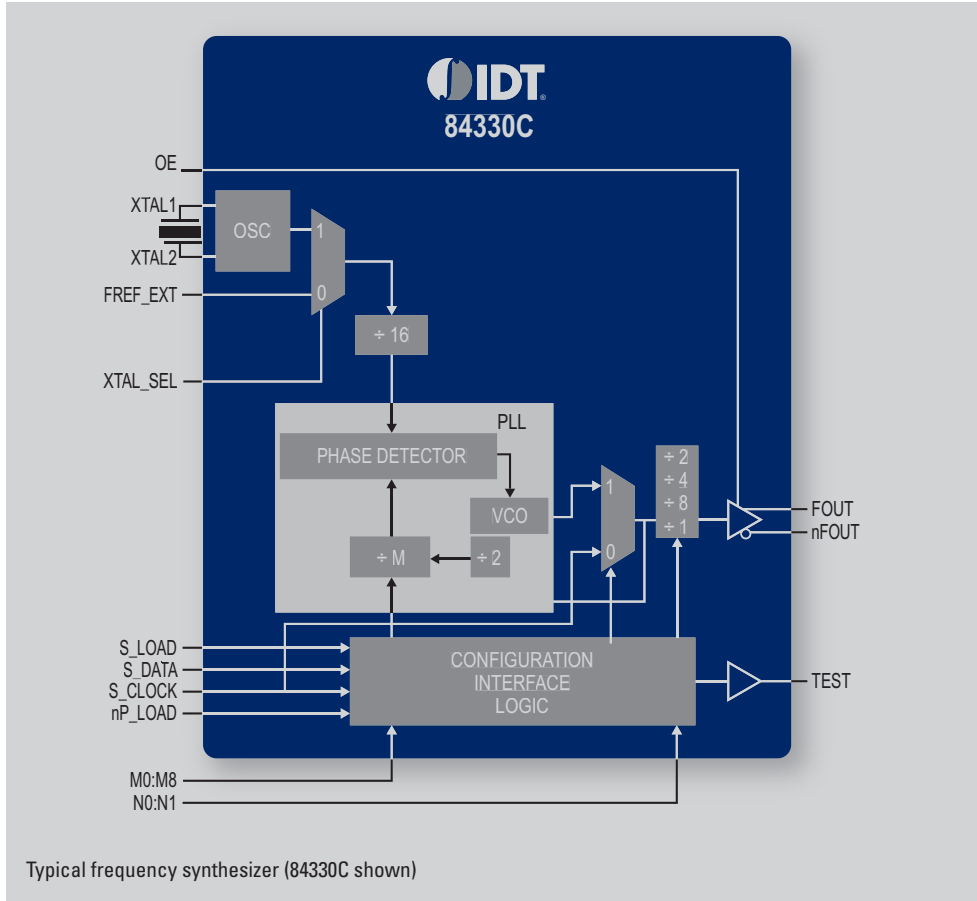 IDT®
84330C
OE
XTAL1
OSC
1
XTAL2
FREF_EXT
0
÷ 16
XTAL_SEL
PLL
PHASE DETECTOR
VCO
÷ M
÷ 2
1
0
÷ 2
÷ 4
÷ 8
÷ 1
FOUT
nFOUT
S_LOAD
S_DATA
S_CLOCK
nP_LOAD
CONFIGURATION
INTERFACE
LOGIC
TEST
M0:M8
N0:N1
Typical frequency synthesizer (84330C shown)